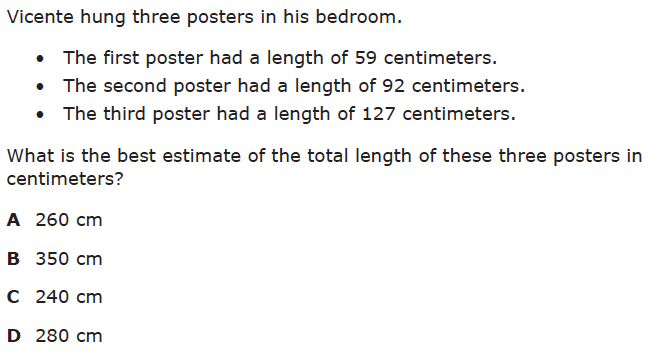 Vicente hung three posters in his bedroom.
• The first poster had a length of 59 centimeters.
• The second poster had a length of 92 centimeters.
• The third poster had a length of 127 centimeters.
What is the best estimate of the total length of these three posters in
centimeters?
A 260 cm
B 350 cm
C 240 cm
D 280 cm